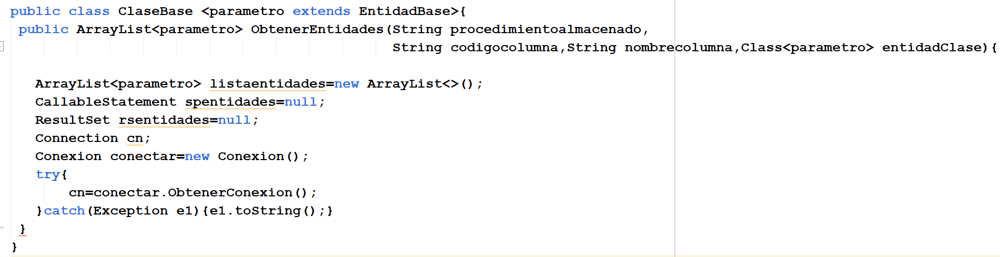 public class ClaseBase <parametro extends EntidadBase>{
public ArrayList<parametro> ObtenerEntidades(String procedimientoalmacenado,
String codigocolumna,String nombrecolumna,Class<parametro> entidadClase){
ArrayList<parametro> listaentidades=new ArrayList<>();
CallableStatement spentidades=null;
ResultSet rsentidades=null;
Connection cn;
Conexion conectar=new Conexion();
try{
cn=conectar.ObtenerConexion();
}catch(Exception e1){e1.toString();}
}
}